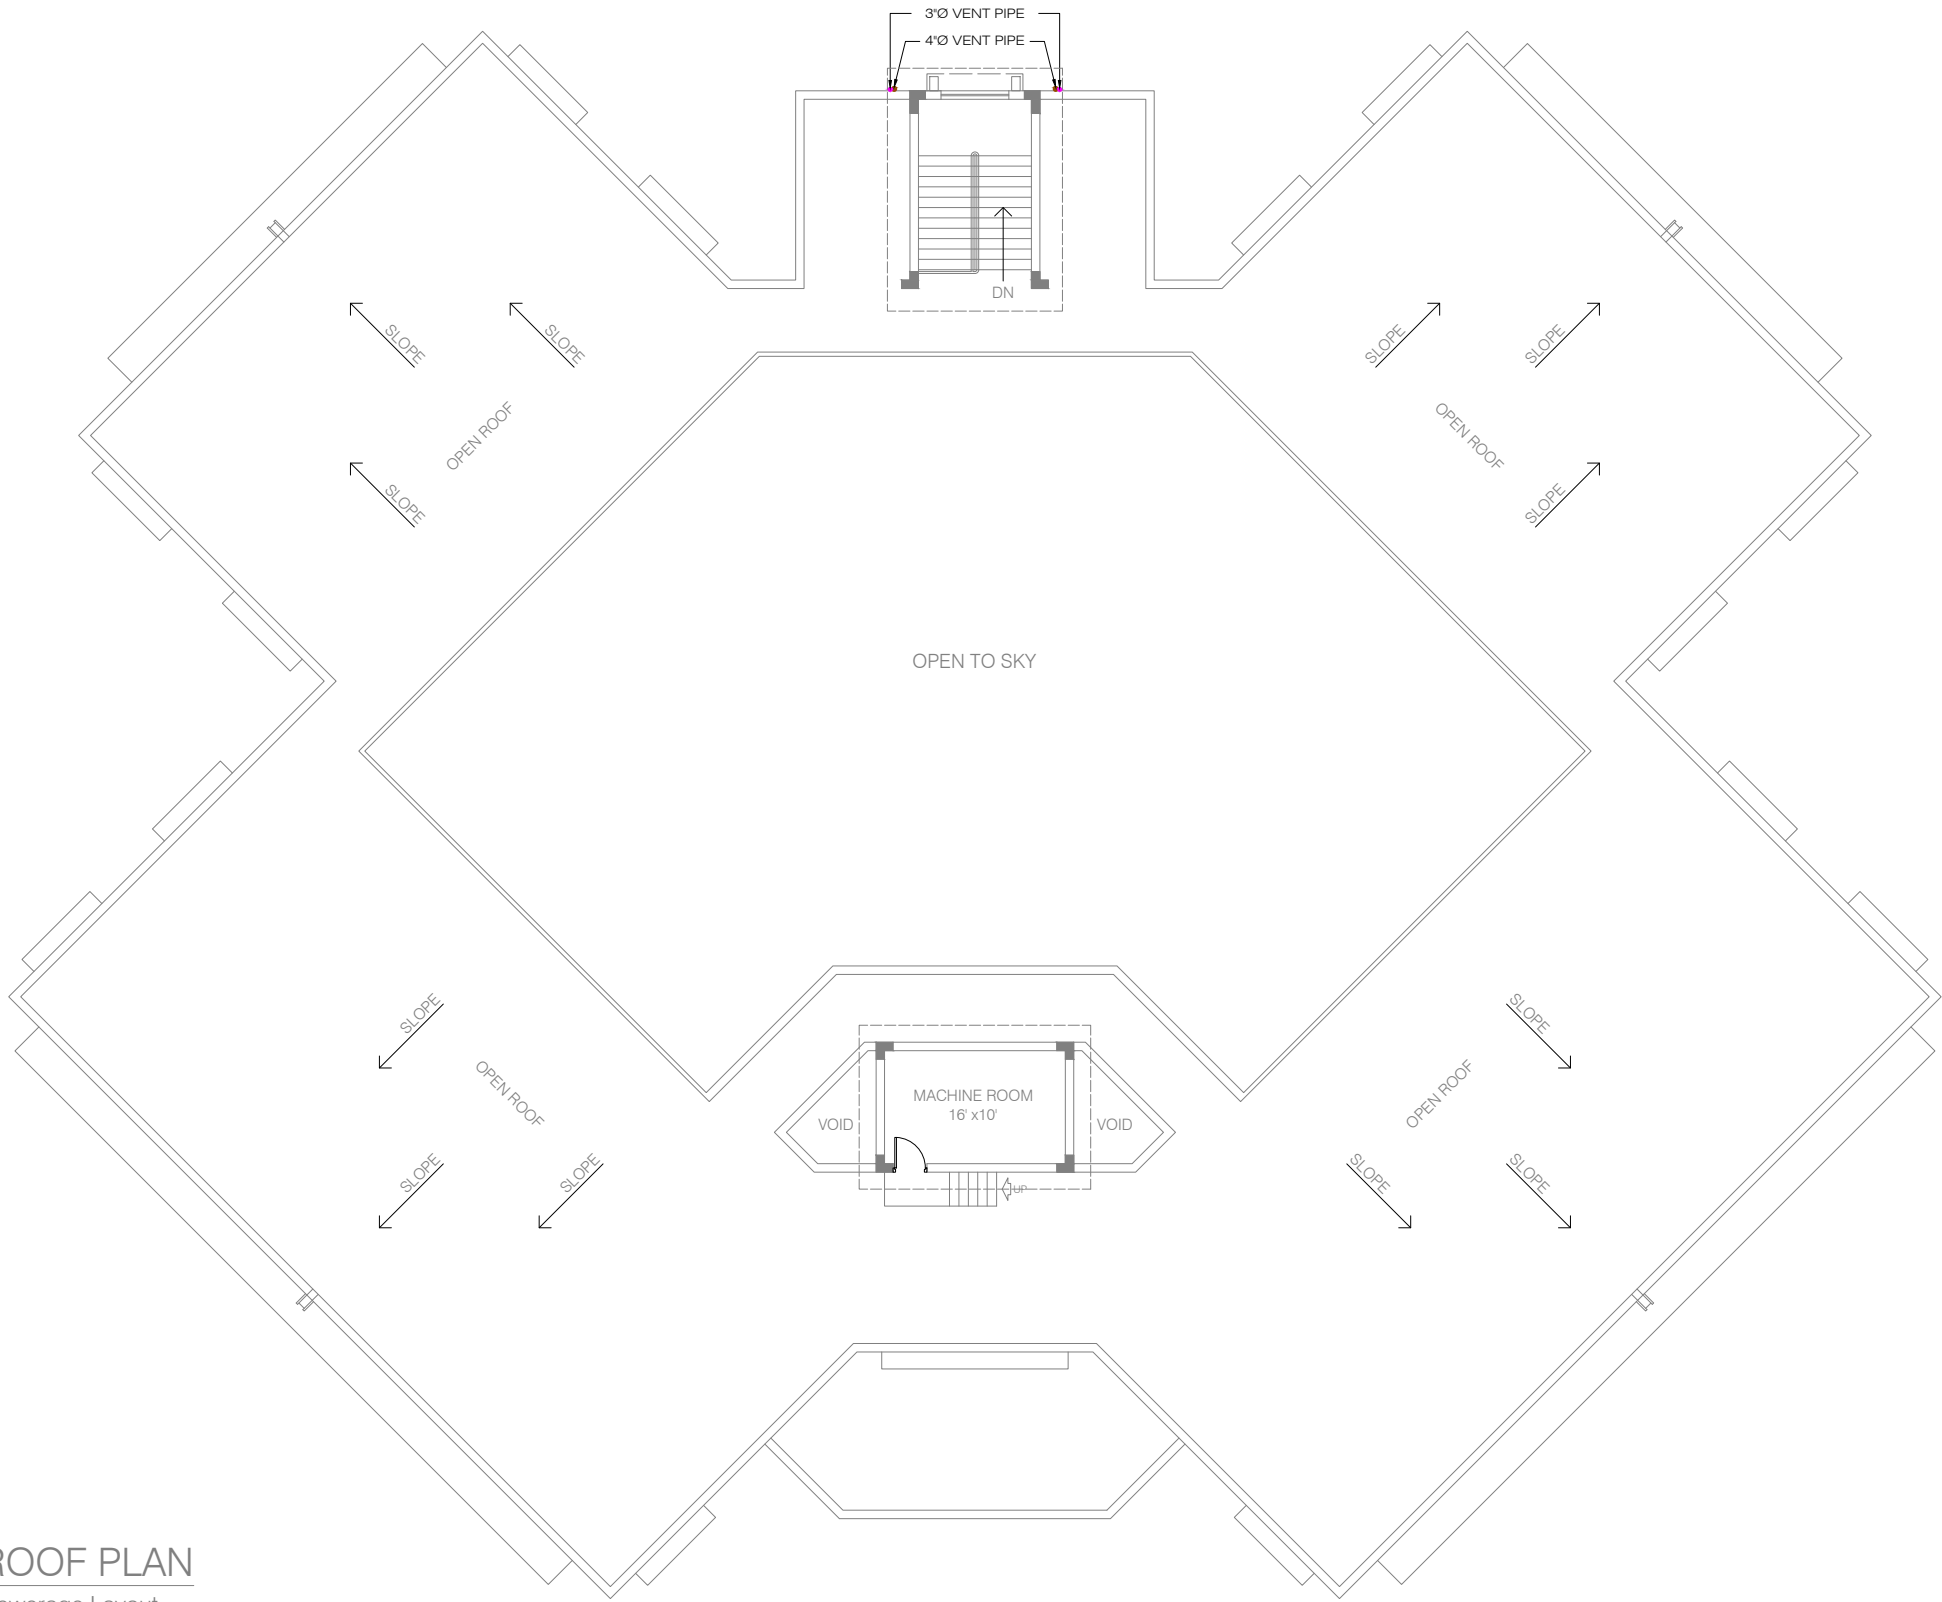 3"Ø VENT PIPE
4"Ø VENT PIPE
DN
SLOPE
SLOPE
SLOPE
SLOPE
OPEN ROOF
OPEN ROOF
SLOPE
SLOPE
OPEN TO SKY
SLOPE
SLOPE
OPEN ROOF
MACHINE ROOM
16' x10'
OPEN ROOF
VOID
VOID
SLOPE
SLOPE
SLOPE
SLOPE
UP
ROOF PLAN
Layout